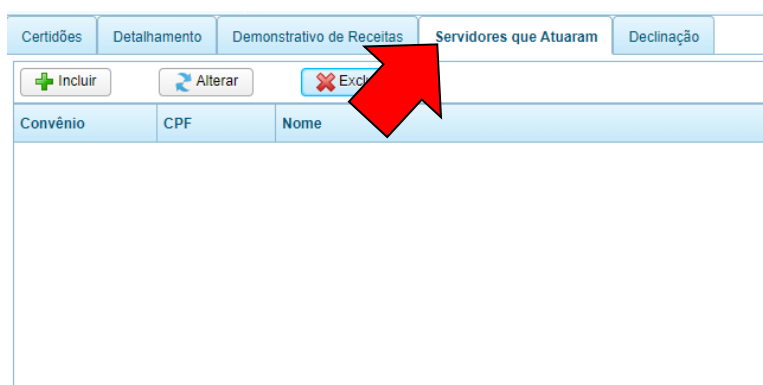 Certidões Detalhamento Demonstrativo de Receitas Servidores que Atuaram Declinação
Incluir Alterar
Convênio CPF Nome